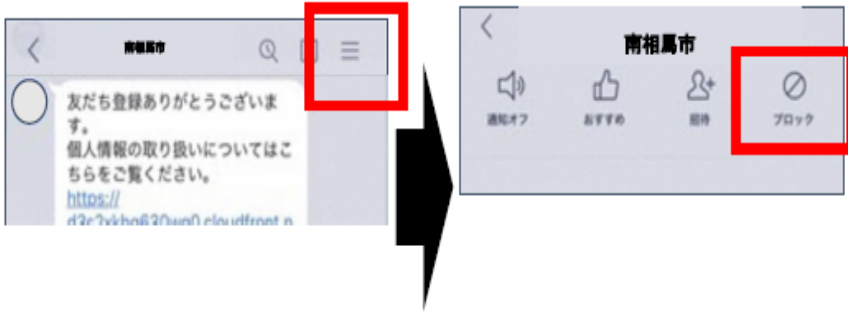 南相馬市
友だち登録ありがとうございま
す。
個人情報の取り扱いについてはこ
ちらをご覧ください。
https://
南相馬市
通知オフ
おすすめ
招待
ブロック